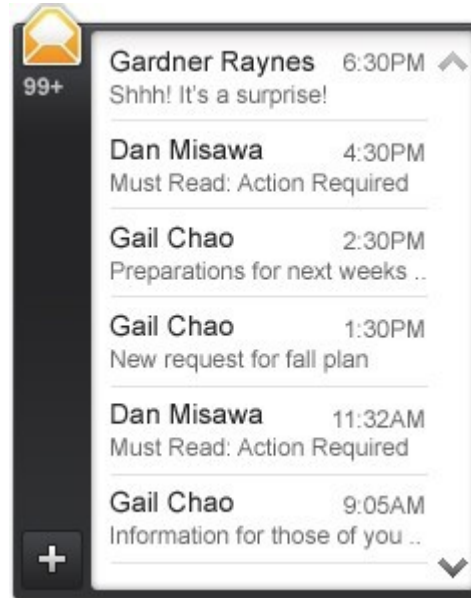 99+
Gardner Raynes 6:30PM
Shhh! It's a surprise!
Dan Misawa 4:30PM
Must Read: Action Required
Gail Chao 2:30PM
Preparations for next weeks ..
Gail Chao 1:30PM
New request for fall plan
Dan Misawa 11:32AM
Must Read: Action Required
Gail Chao 9:05AM
Information for those of you ..
+